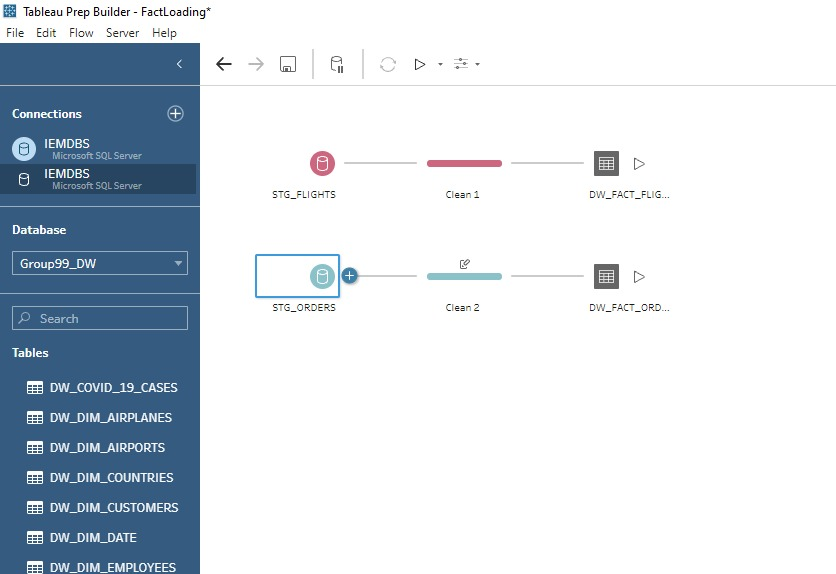 Tableau Prep Builder - FactLoading*
File Edit Flow Server Help
Connections
IEMDBS
Microsoft SQL Server
IEMDBS
Microsoft SQL Server
Database
Group99_DW
Search
Tables
DW_COVID_19_CASES
DW_DIM_AIRPLANES
DW_DIM_AIRPORTS
DW_DIM_COUNTRIES
DW_DIM_CUSTOMERS
DW_DIM_DATE
DW_DIM_EMPLOYEES
STG_FLIGHTS Clean 1 DW_FACT_FLIG...
STG_ORDERS Clean 2 DW_FACT_ORD...